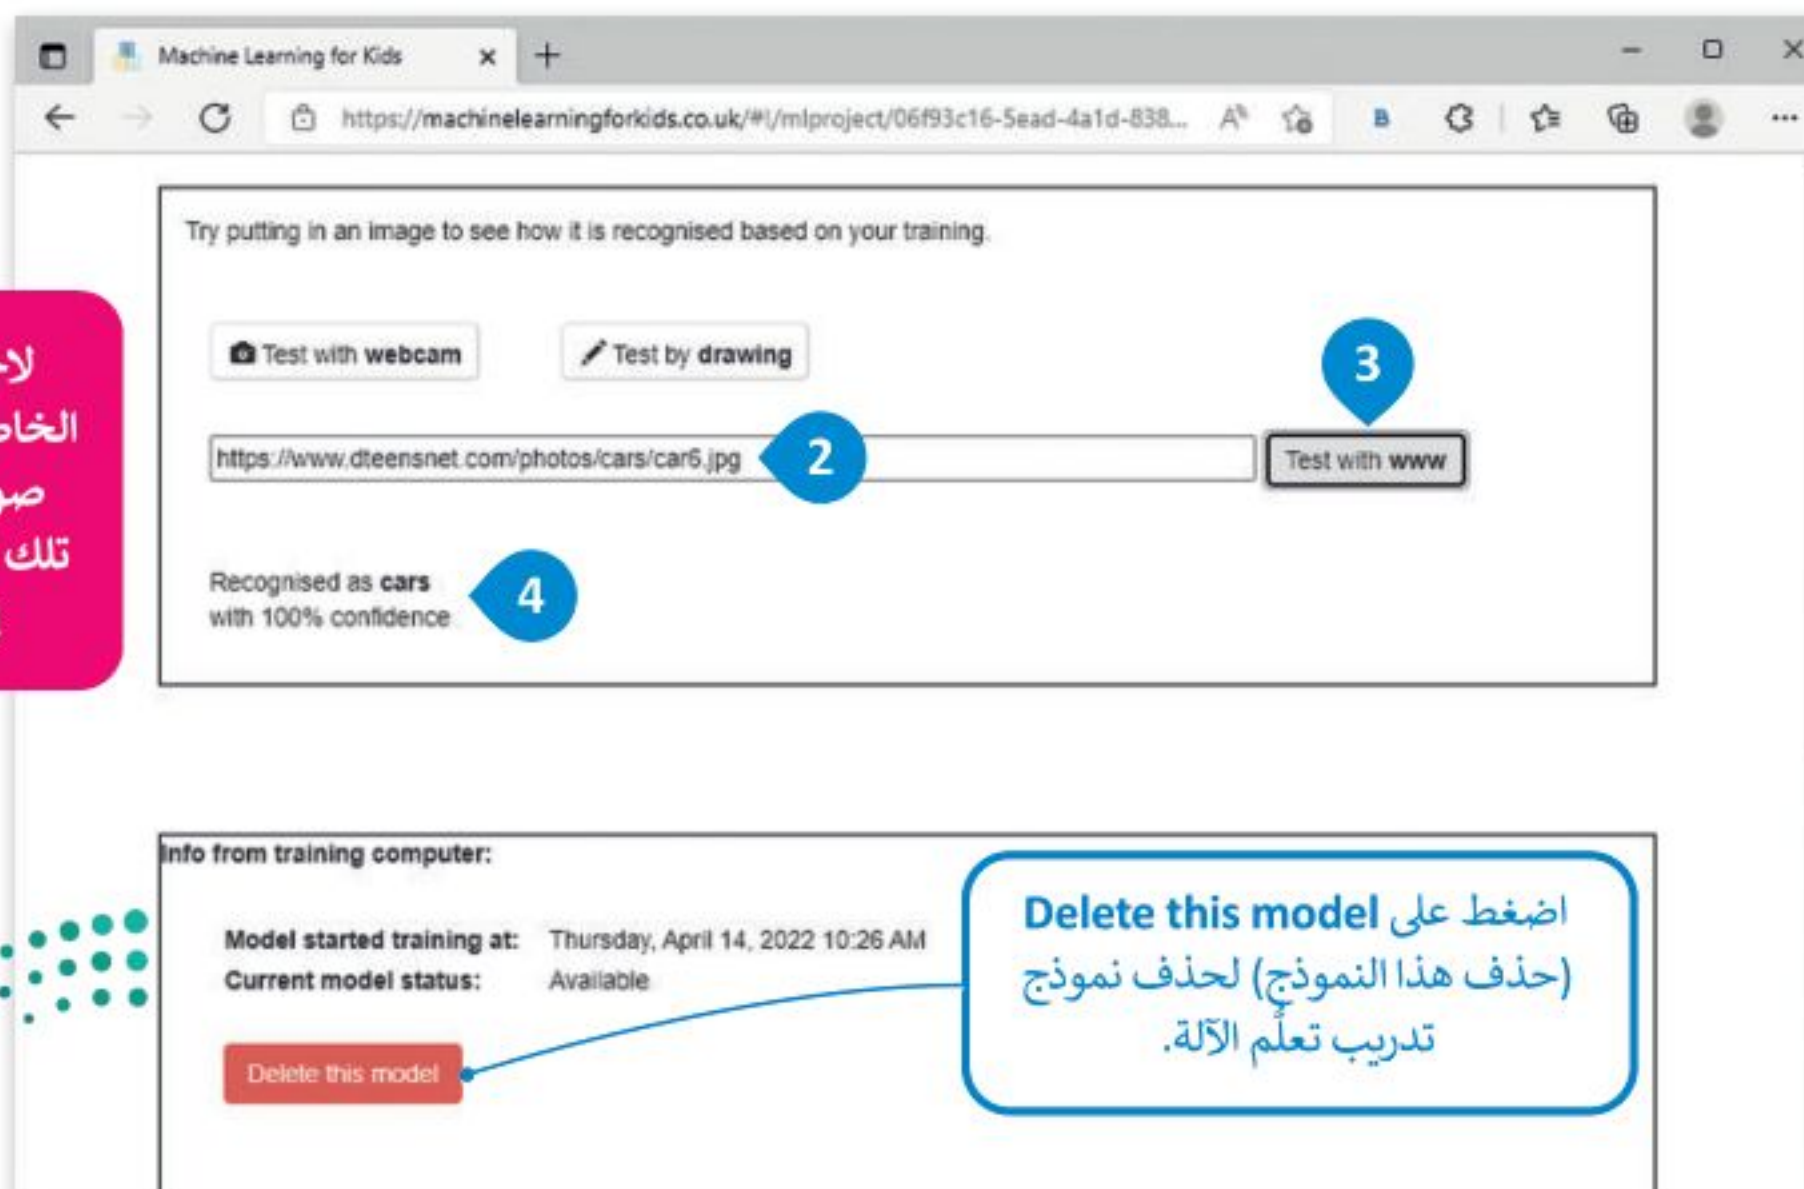 Machine Learning for Kids
https://machinelearningforkids.co.uk/#!/mlproject/06f93c16-5ead-4a1d-838...
Try putting in an image to see how it is recognised based on your training.
Test with webcam
Test by drawing
3
https://www.dteensnet.com/photos/cars/car6.jpg
2
Test with www
Recognised as cars
with 100% confidence
4
تلك
Info from training computer:
Model started training at: Thursday, April 14, 2022 10:26 AM
Current model status: Available
Delete this model
اضغط على Delete this model
(حذف هذا النموذج) لحذف نموذج
تدريب تعلُّم الآلة.